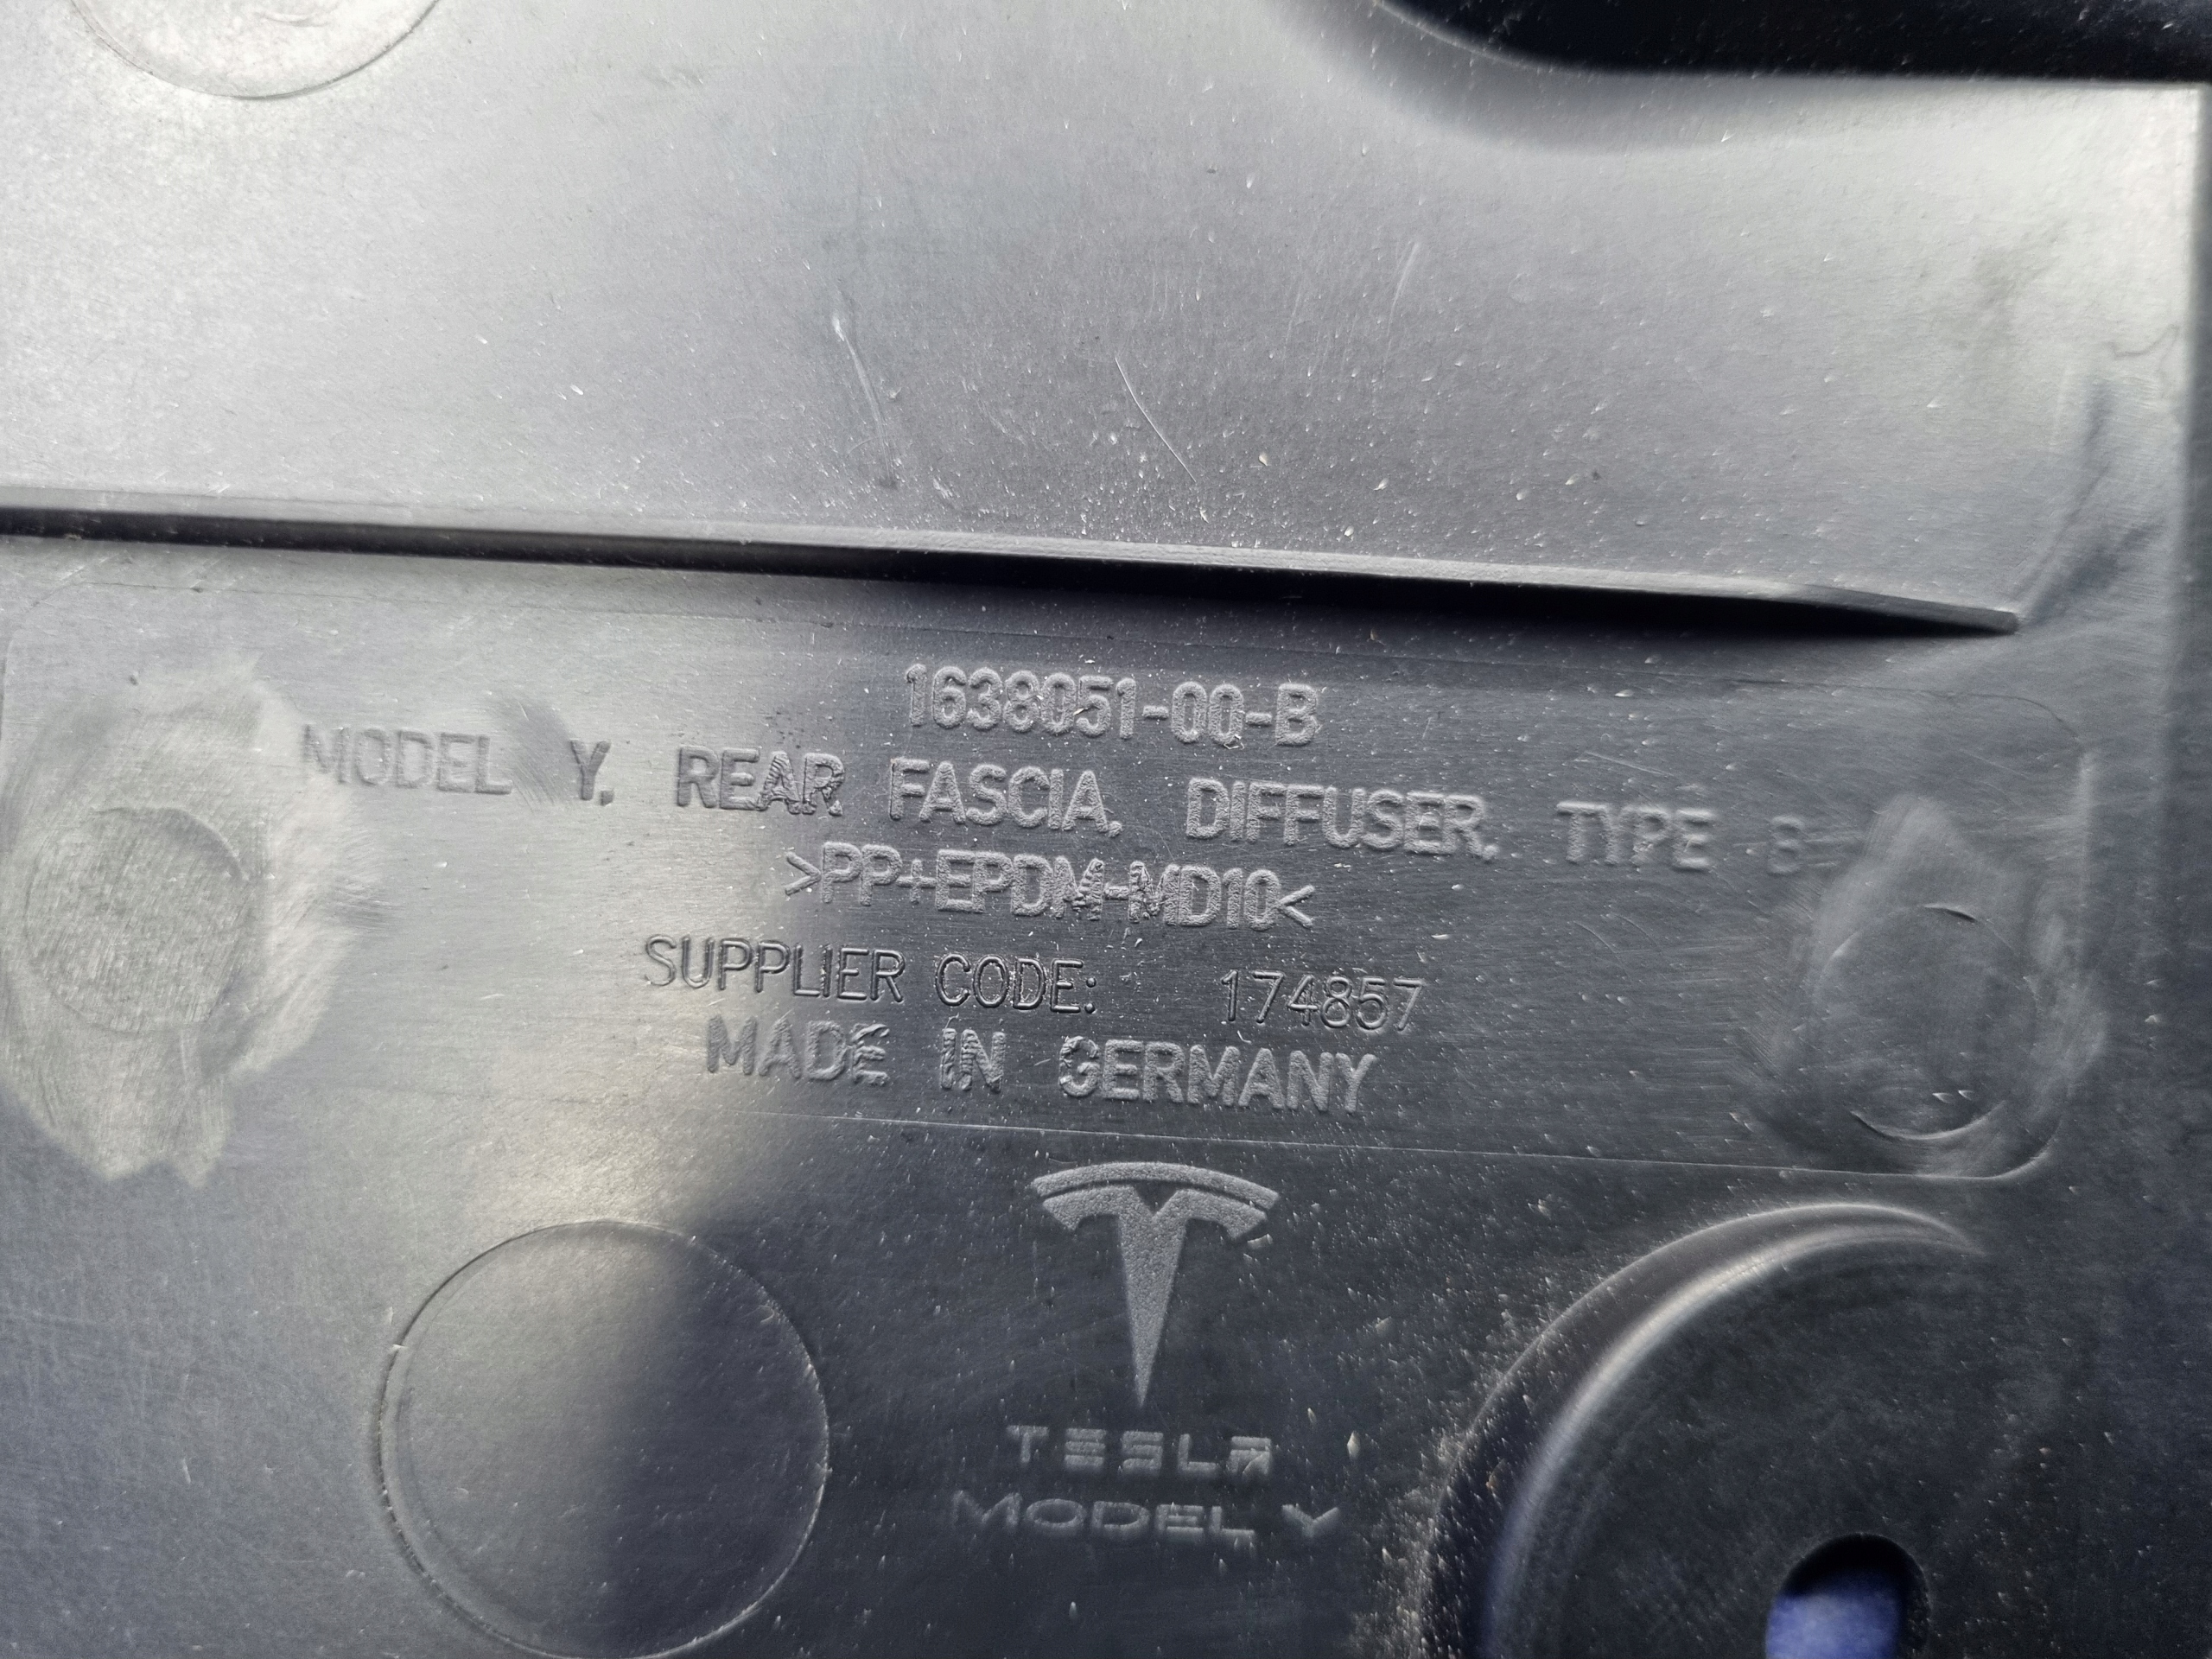 1638051-00-B
MODEL Y, REAR FASCIA, DIFFUSER, TYPE B
>PP+EPDM-MD10<
SUPPLIER CODE: 174857
MADE IN GERMANY
TESLA
MODEL Y